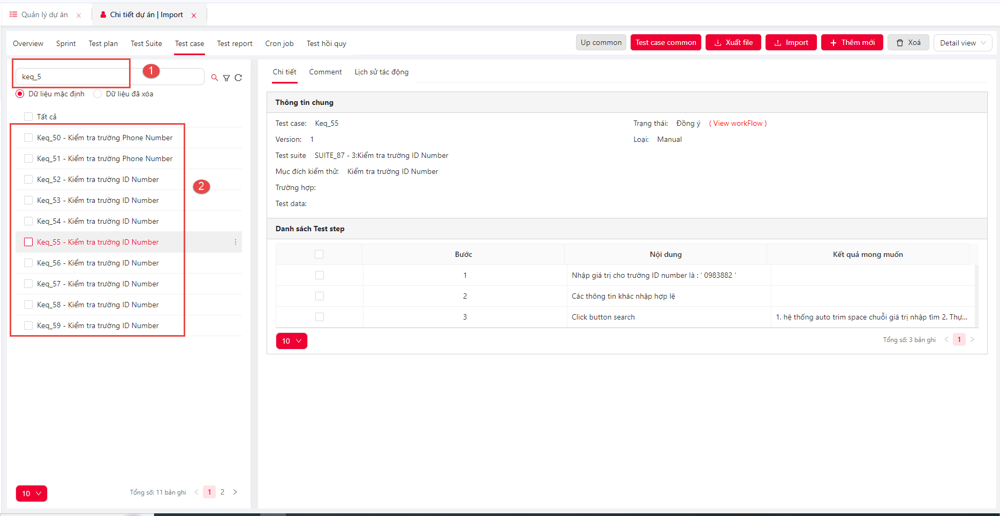 Quản lý dự án
Chi tiết dự án | Import
Overview Sprint Test plan Test Suite Test case Test report Cron job Test hồi quy
Up common Test case common Xuất file Import Thêm mới Xoá Detail view
keq_5
1
Dữ liệu mặc định Dữ liệu đã xóa
Tất cả
Keq_50 - Kiểm tra trường Phone Number
Keq_51 - Kiểm tra trường Phone Number
Keq_52 - Kiểm tra trường ID Number
2
Keq_53 - Kiểm tra trường ID Number
Keq_54 - Kiểm tra trường ID Number
Keq_55 - Kiểm tra trường ID Number
Keq_56 - Kiểm tra trường ID Number
Keq_57 - Kiểm tra trường ID Number
Keq_58 - Kiểm tra trường ID Number
Keq_59 - Kiểm tra trường ID Number
10
Tổng số: 11 bản ghi < 1 2 >
Chi tiết Comment Lịch sử tác động
Thông tin chung
Test case: Keq_55
Trạng thái: Đồng ý ( View workFlow )
Version: 1
Loại: Manual
Test suite SUITE_87 - 3:Kiểm tra trường ID Number
Mục đích kiểm thử: Kiểm tra trường ID Number
Trường hợp:
Test data:
Danh sách Test step
Bước Nội dung Kết quả mong muốn
1 Nhập giá trị cho trường ID number là : ' 0983882 '
2 Các thông tin khác nhập hợp lệ
3 Click button search 1. hệ thống auto trim space chuỗi giá trị nhập tìm 2. Thự...
10
Tổng số: 3 bản ghi < 1 >